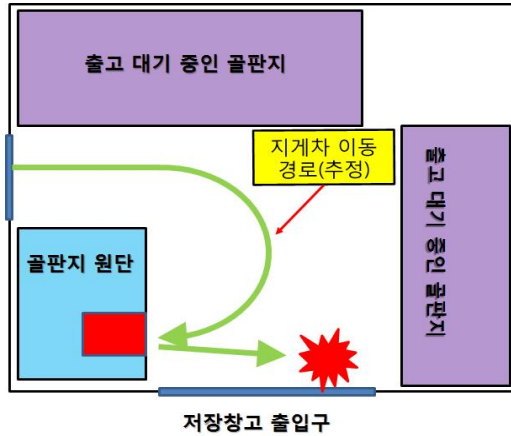 출고 대기 중인 골판지
지게차 이동
경로(추정)
출고 대기 중인 골판지
골판지 원단
저장창고 출입구